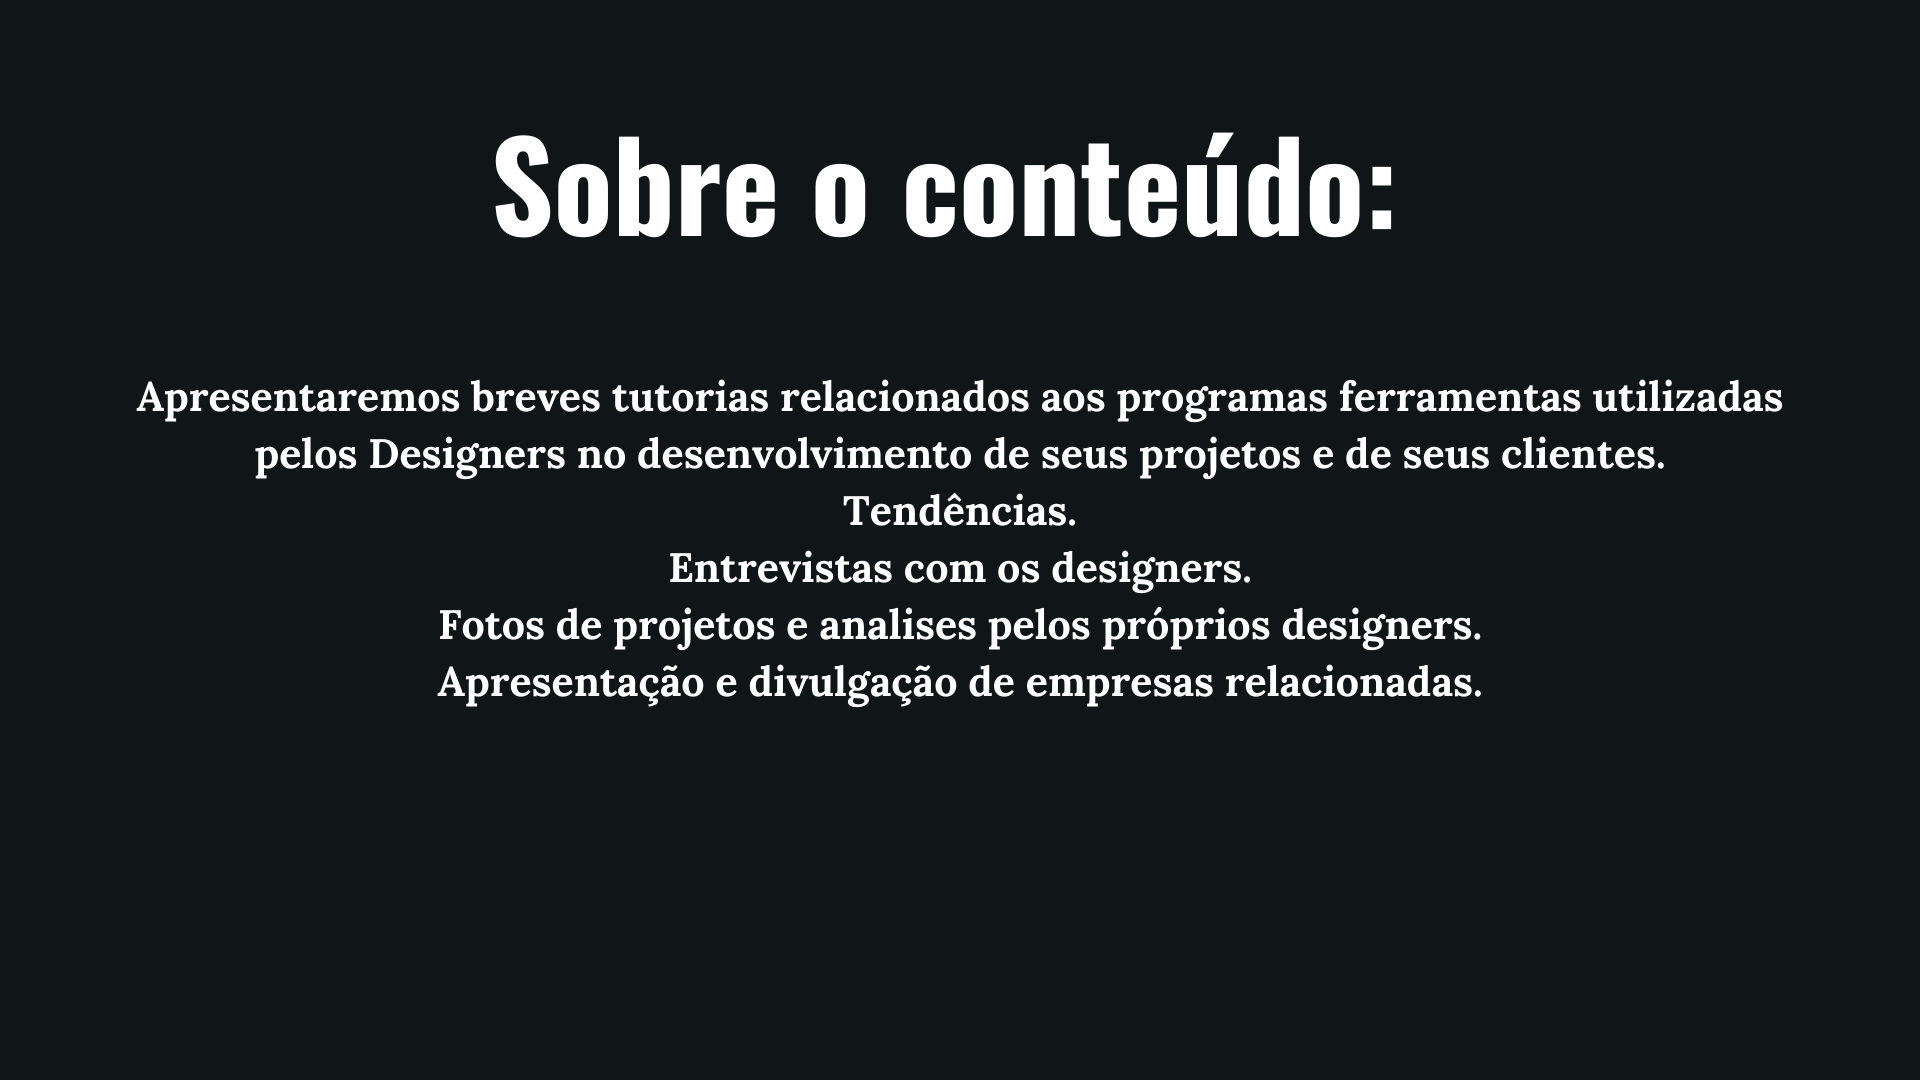 Sobre o conteúdo:
Apresentaremos breves tutorias relacionados aos programas ferramentas utilizadas
pelos Designers no desenvolvimento de seus projetos e de seus clientes.
Tendências.
Entrevistas com os designers.
Fotos de projetos e analises pelos próprios designers.
Apresentação e divulgação de empresas relacionadas.